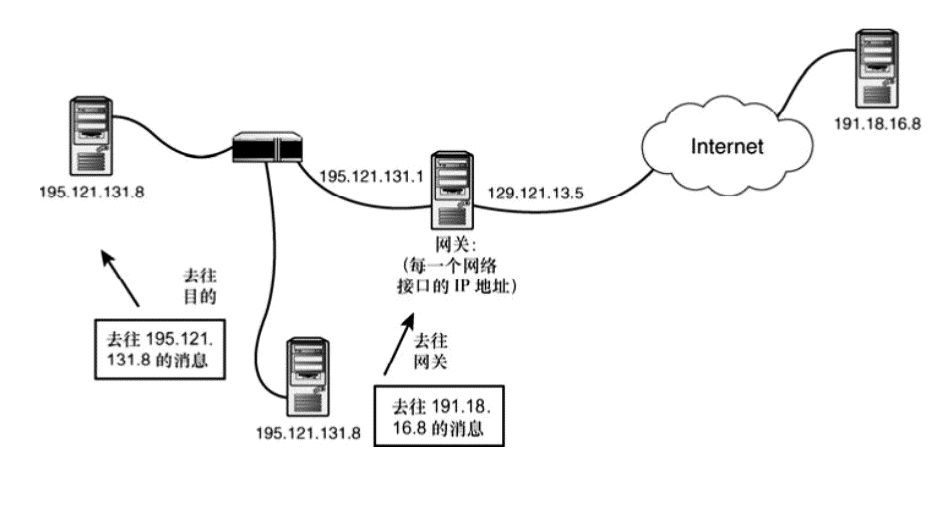 191.18.16.8
Internet
195.121.131.8
195.121.131.1
129.121.13.5
网关：
（每一个网络
接口的 IP 地址）
去往
目的
去往 195.121.
131.8 的消息
去往
网关
去往 191.18.
16.8 的消息
195.121.131.8